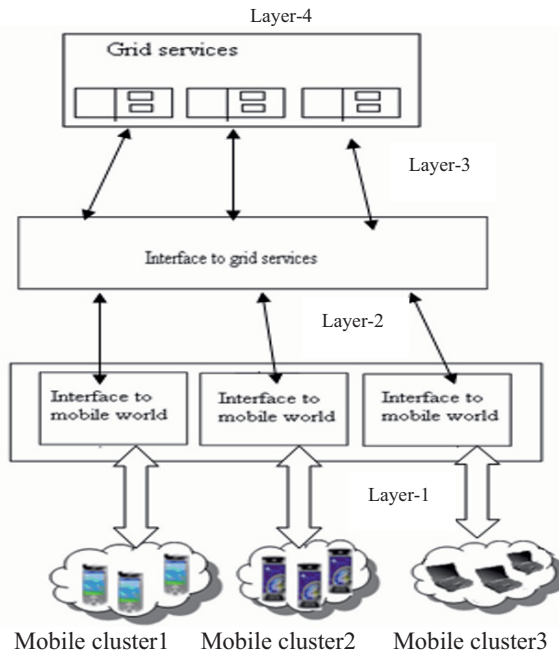 Layer-4
Grid services
Layer-3
Interface to grid services
Layer-2
Interface to
mobile world
Interface to
mobile world
Interface to
mobile world
Layer-1
Mobile cluster1
Mobile cluster2
Mobile cluster3